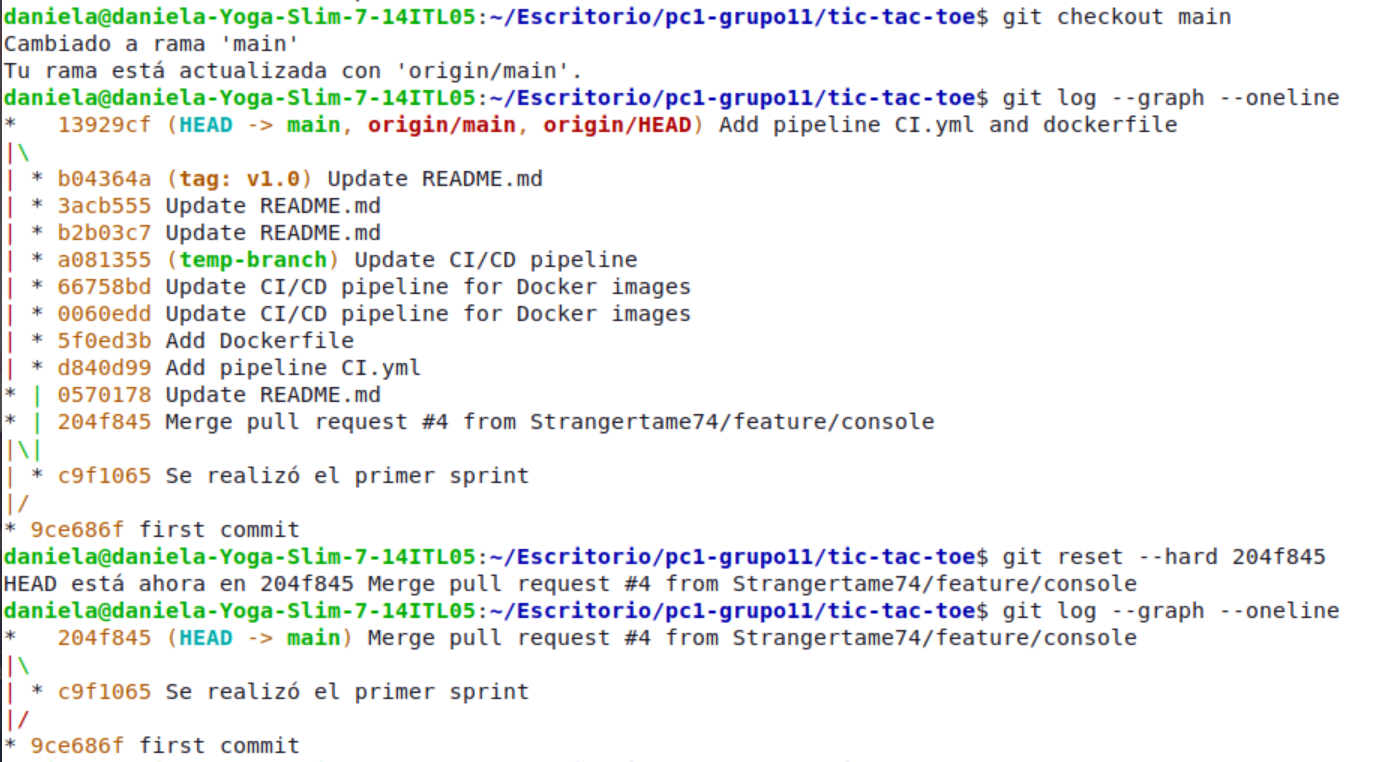 daniela@daniela-Yoga-Slim-7-14ITL05:~/Escritorio/pc1-grupo11/tic-tac-toe$ git checkout main
Cambiado a rama 'main'
Tu rama está actualizada con 'origin/main'.
daniela@daniela-Yoga-Slim-7-14ITL05:~/Escritorio/pc1-grupo11/tic-tac-toe$ git log --graph --oneline
*   13929cf (HEAD -> main, origin/main, origin/HEAD) Add pipeline CI.yml and dockerfile
|\
| * b04364a (tag: v1.0) Update README.md
| * 3acb555 Update README.md
| * b2b03c7 Update README.md
| * a081355 (temp-branch) Update CI/CD pipeline
| * 66758bd Update CI/CD pipeline for Docker images
| * 0060edd Update CI/CD pipeline for Docker images
| * 5f0ed3b Add Dockerfile
| * d840d99 Add pipeline CI.yml
* | 0570178 Update README.md
* | 204f845 Merge pull request #4 from Strangertame74/feature/console
|\|
| * c9f1065 Se realizó el primer sprint
|/
* 9ce686f first commit
daniela@daniela-Yoga-Slim-7-14ITL05:~/Escritorio/pc1-grupo11/tic-tac-toe$ git reset --hard 204f845
HEAD está ahora en 204f845 Merge pull request #4 from Strangertame74/feature/console
daniela@daniela-Yoga-Slim-7-14ITL05:~/Escritorio/pc1-grupo11/tic-tac-toe$ git log --graph --oneline
*   204f845 (HEAD -> main) Merge pull request #4 from Strangertame74/feature/console
|\
| * c9f1065 Se realizó el primer sprint
|/
* 9ce686f first commit